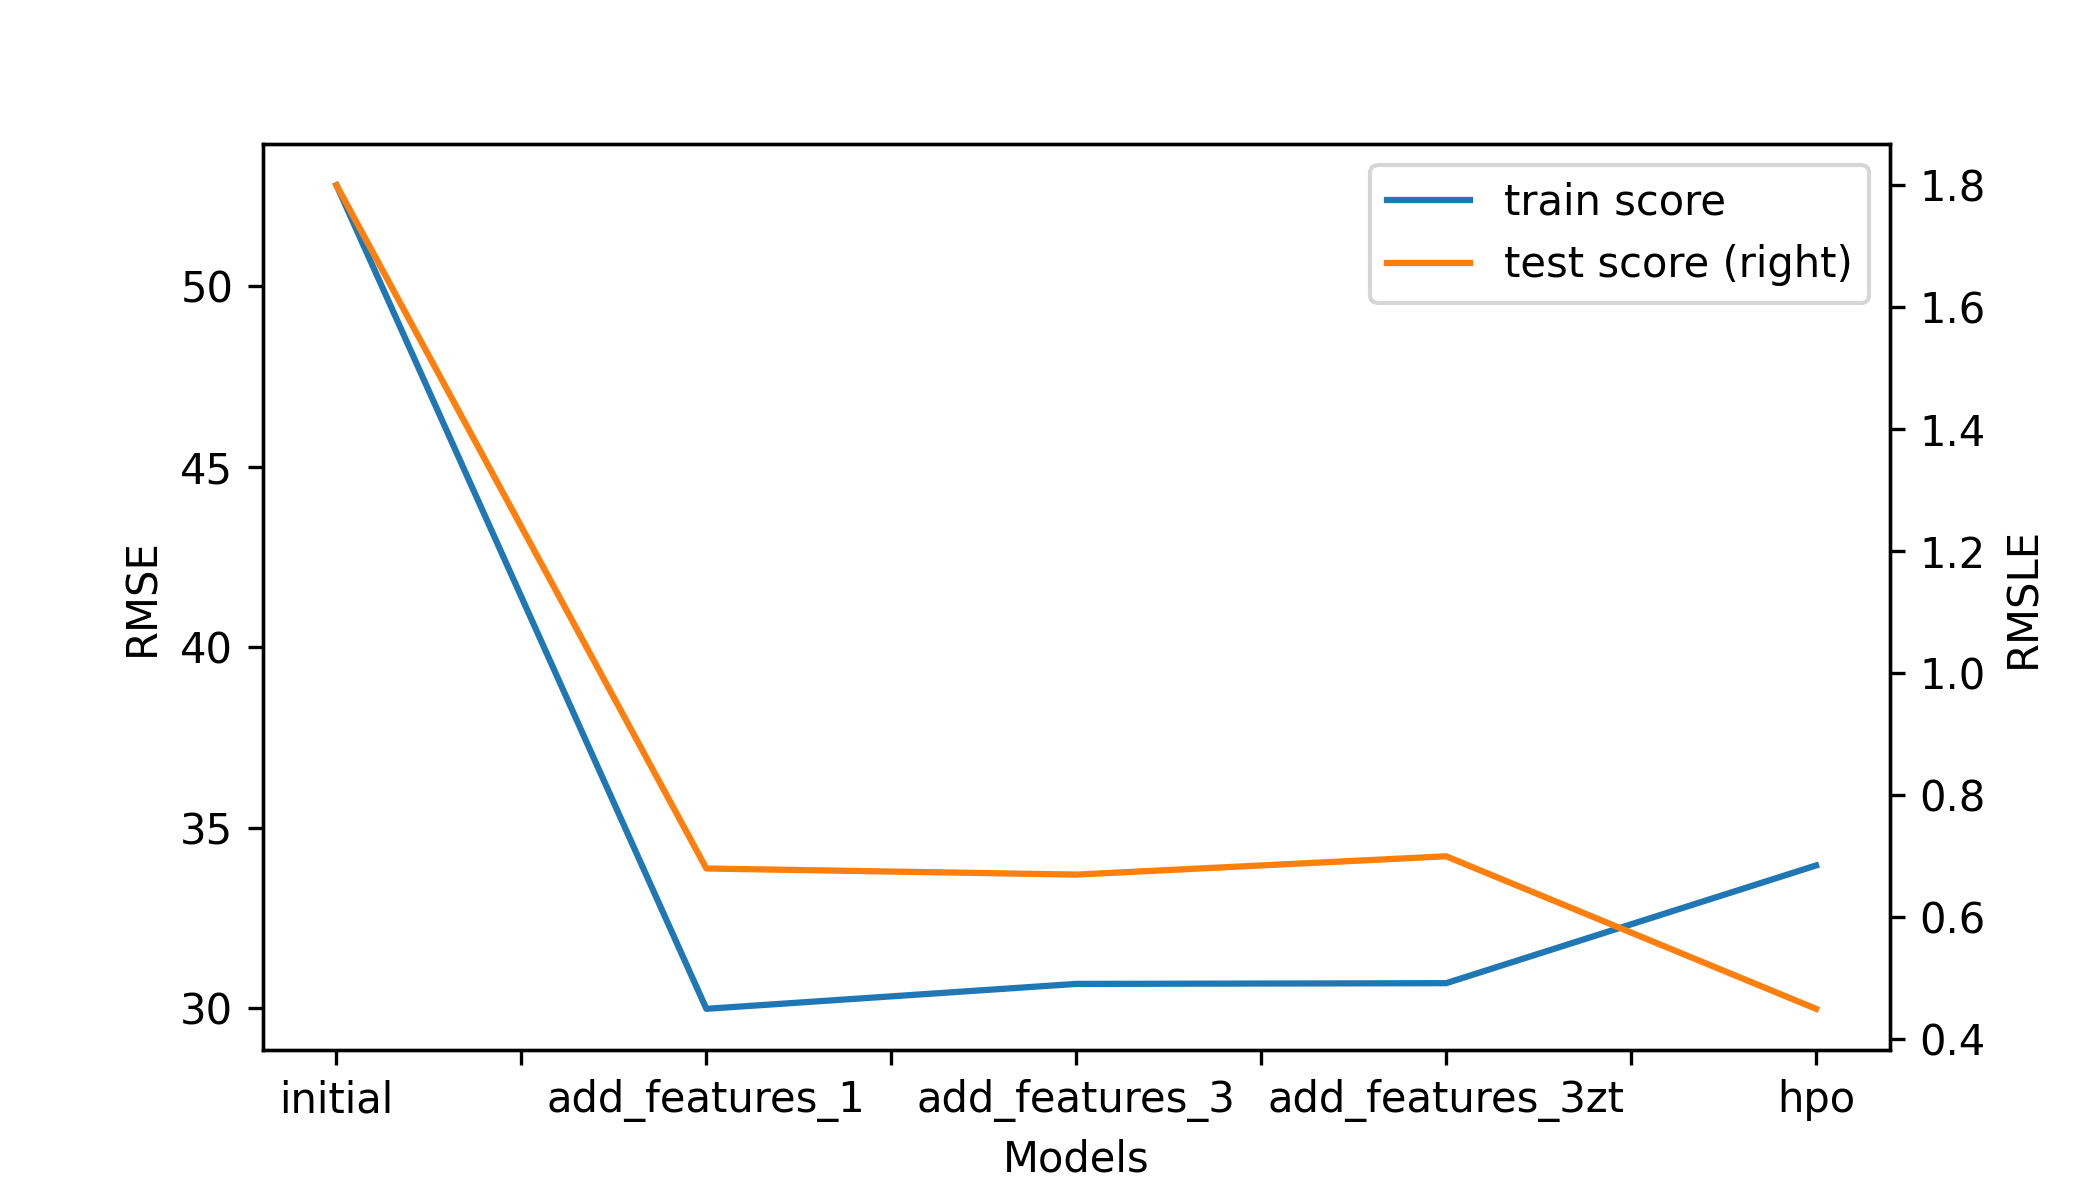 train score
test score (right)
50
45
40
35
30
RMSE
1.8
1.6
1.4
1.2
1.0
0.8
0.6
0.4
RMSLE
initial add_features_1 add_features_3 add_features_3zt hpo
Models